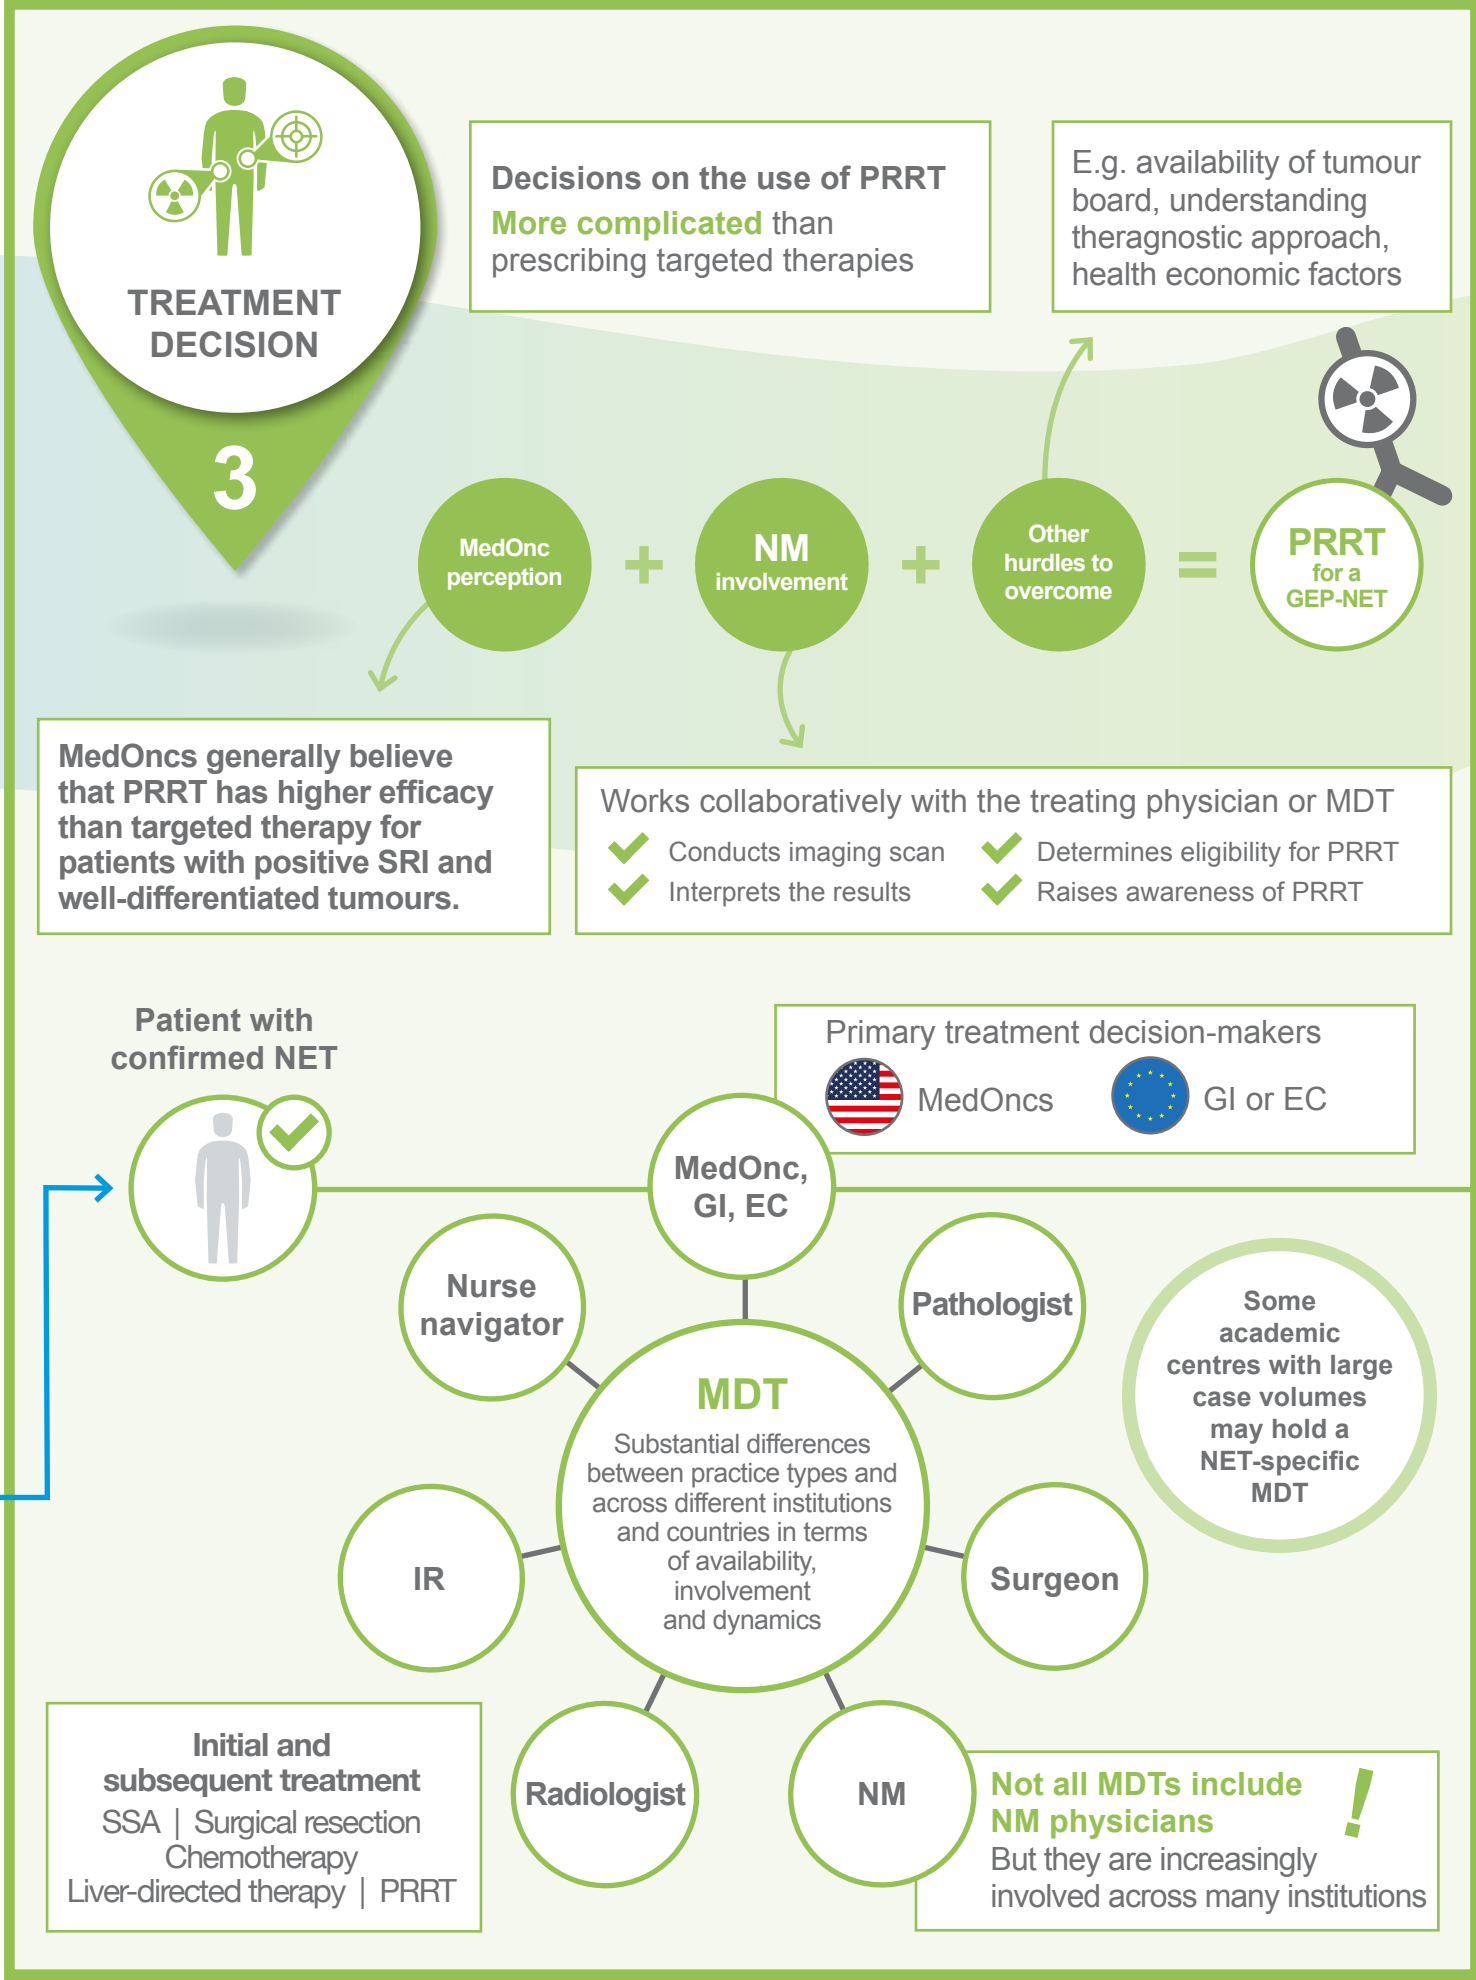 TREATMENT
DECISION
3
Decisions on the use of PRRT
More complicated than
prescribing targeted therapies
E.g. availability of tumour
board, understanding
theragnostic approach,
health economic factors
MedOnc
perception
+
NM
involvement
+
Other
hurdles to
overcome
=
PRRT
for a
GEP-NET
MedOncs generally believe
that PRRT has higher efficacy
than targeted therapy for
patients with positive SRI and
well-differentiated tumours.
Works collaboratively with the treating physician or MDT
Conducts imaging scan
Interprets the results
Determines eligibility for PRRT
Raises awareness of PRRT
Patient with
confirmed NET
Primary treatment decision-makers
MedOncs
GI or EC
MedOnc,
GI, EC
Nurse
navigator
Pathologist
MDT
Substantial differences
between practice types and
across different institutions
and countries in terms
of availability,
involvement
and dynamics
Some
academic
centres with large
case volumes
may hold a
NET-specific
MDT
IR
Surgeon
Radiologist
NM
Initial and
subsequent treatment
SSA | Surgical resection
Chemotherapy
Liver-directed therapy | PRRT
Not all MDTs include
NM physicians
But they are increasingly
involved across many institutions
!